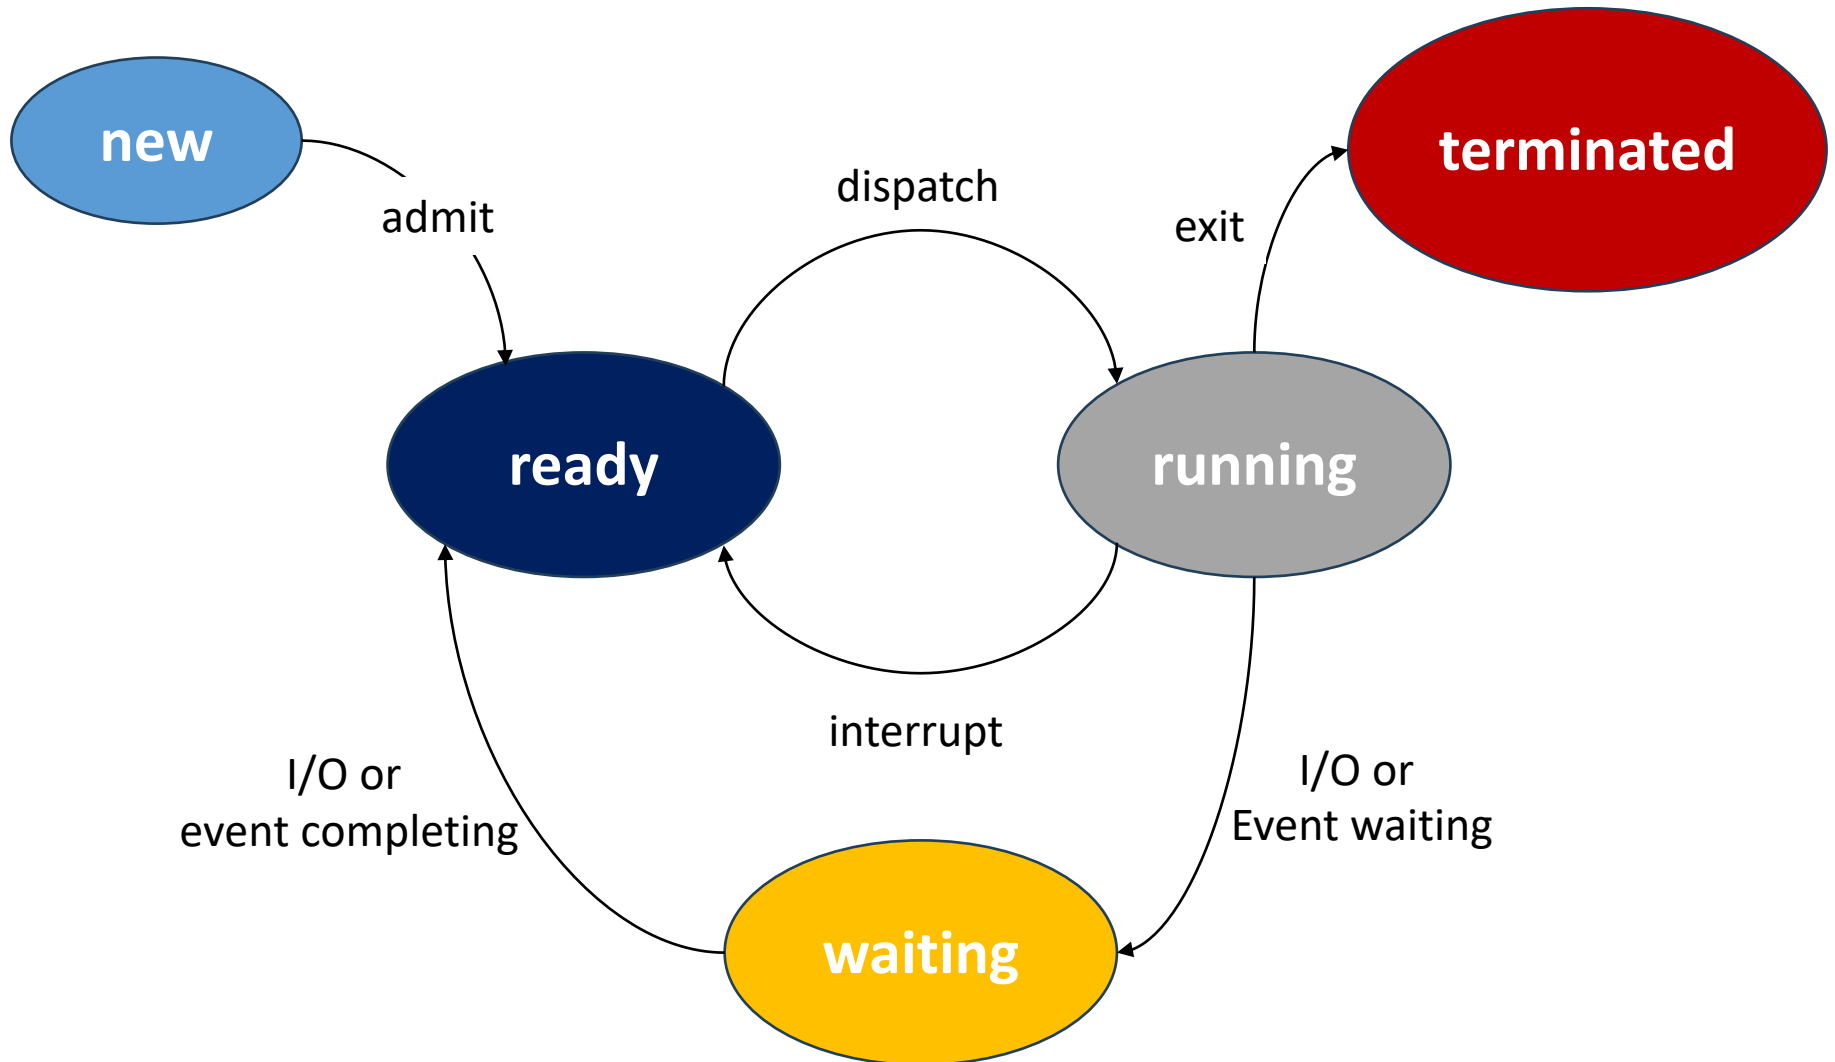 new
terminated
dispatch
admit
exit
ready
running
interrupt
I/O or
event completing
I/O or
Event waiting
waiting